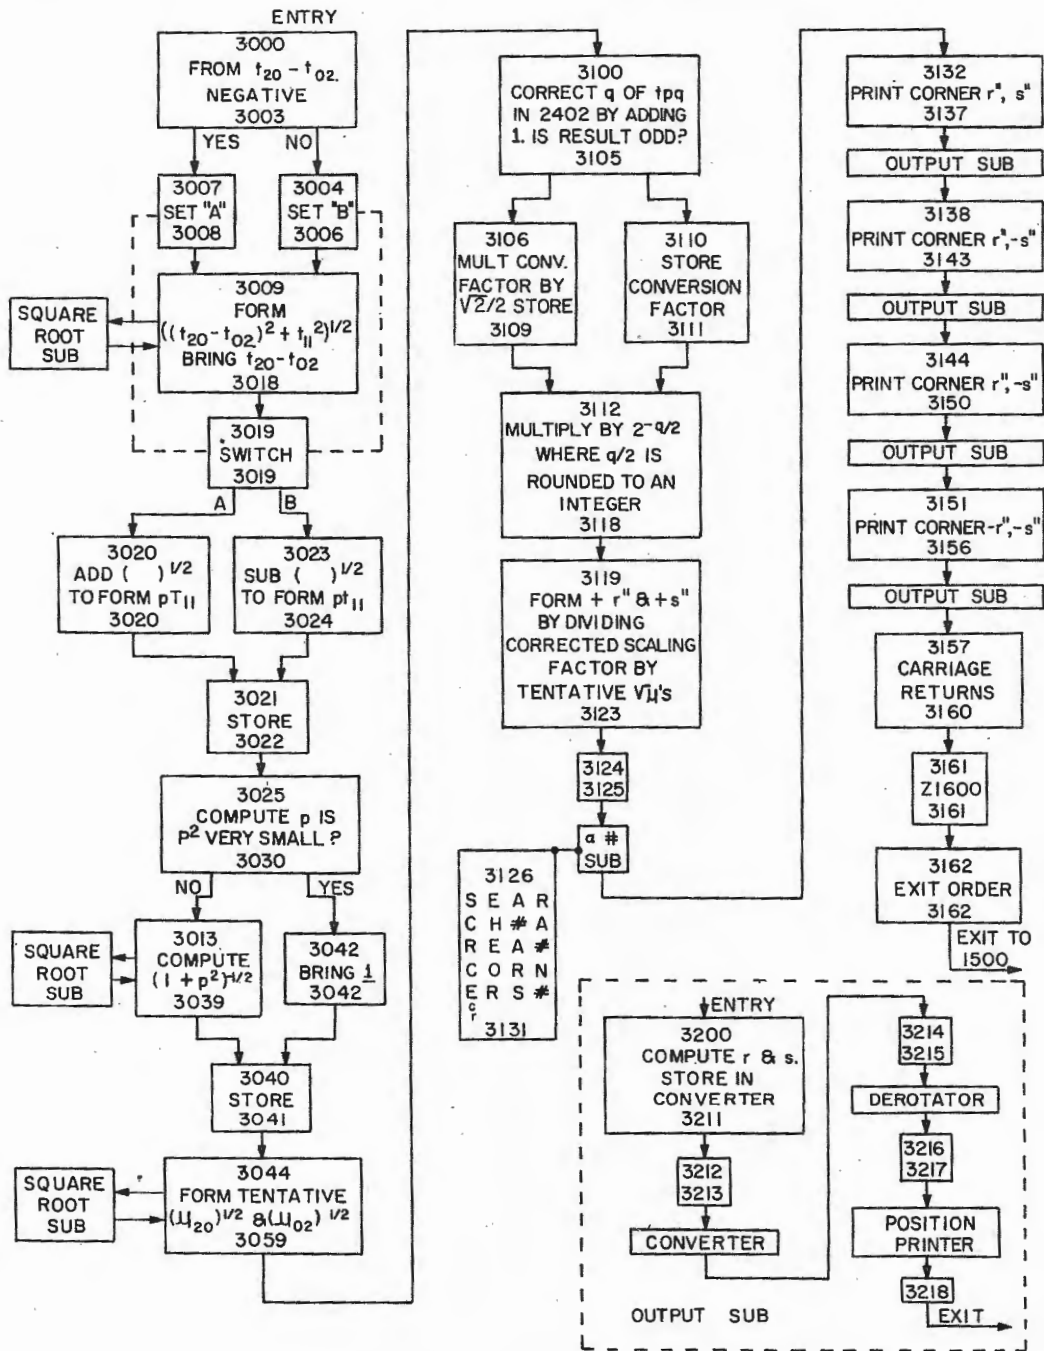 ENTRY
3000
FROM t20 - t02.
NEGATIVE
3003
YES
NO
3007
SET "A"
3008
3004
SET "B"
3006
3009
FORM
((t20 - t02)² + t11²)^1/2
BRING t20 - t02
3018
SQUARE
ROOT
SUB
3019
SWITCH
3019
A
B
3020
ADD ( )^1/2
TO FORM pT11
3020
3023
SUB ( )^1/2
TO FORM pt11
3024
3021
STORE
3022
3025
COMPUTE p IS
P² VERY SMALL ?
3030
NO
YES
SQUARE
ROOT
SUB
3013
COMPUTE
(1 + p²)^-1/2
3039
3042
BRING 1
3042
3040
STORE
3041
SQUARE
ROOT
SUB
3044
FORM TENTATIVE
(μ20)^1/2 & (μ02)^1/2
3059
3100
CORRECT q OF tpq
IN 2402 BY ADDING
1. IS RESULT ODD?
3105
3106
MULT CONV.
FACTOR BY
√2/2 STORE
3109
3110
STORE
CONVERSION
FACTOR
3111
3112
MULTIPLY BY 2^-q/2
WHERE q/2 IS
ROUNDED TO AN
INTEGER
3118
3119
FORM + r" & +s"
BY DIVIDING
CORRECTED SCALING
FACTOR BY
TENTATIVE √μ's
3123
3124
3125
a #
SUB
3126
S E A R
C H # A
R E A #
C O R N
E R S #
cr
3131
3132
PRINT CORNER r", s"
3137
OUTPUT SUB
3138
PRINT CORNER r",-s"
3143
OUTPUT SUB
3144
PRINT CORNER r",-s"
3150
OUTPUT SUB
3151
PRINT CORNER-r",-s"
3156
OUTPUT SUB
3157
CARRIAGE
RETURNS
3160
3161
Z1600
3161
3162
EXIT ORDER
3162
EXIT TO
1500
ENTRY
3200
COMPUTE r & s.
STORE IN
CONVERTER
3211
3212
3213
CONVERTER
3214
3215
DEROTATOR
3216
3217
POSITION
PRINTER
3218
EXIT
OUTPUT SUB